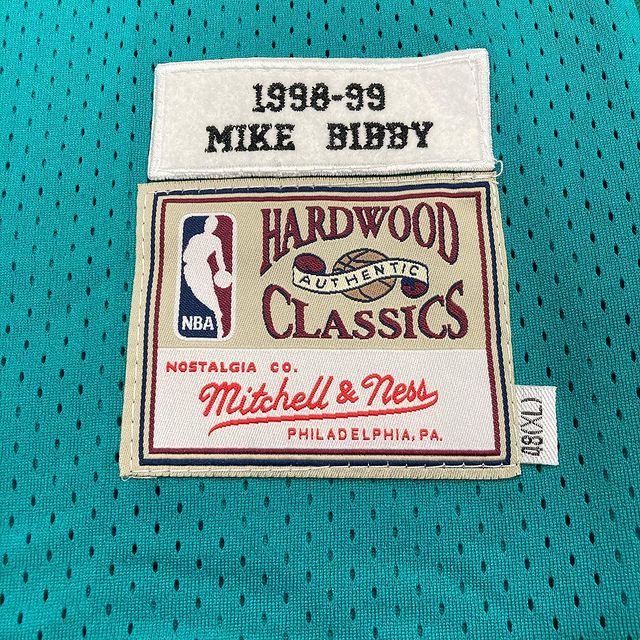 1998-99
MIKE BIBBY
HARDWOOD
AUTHENTIC
CLASSICS
NBA
NOSTALGIA CO.
Mitchell & Ness
PHILADELPHIA, PA.
48(XL)